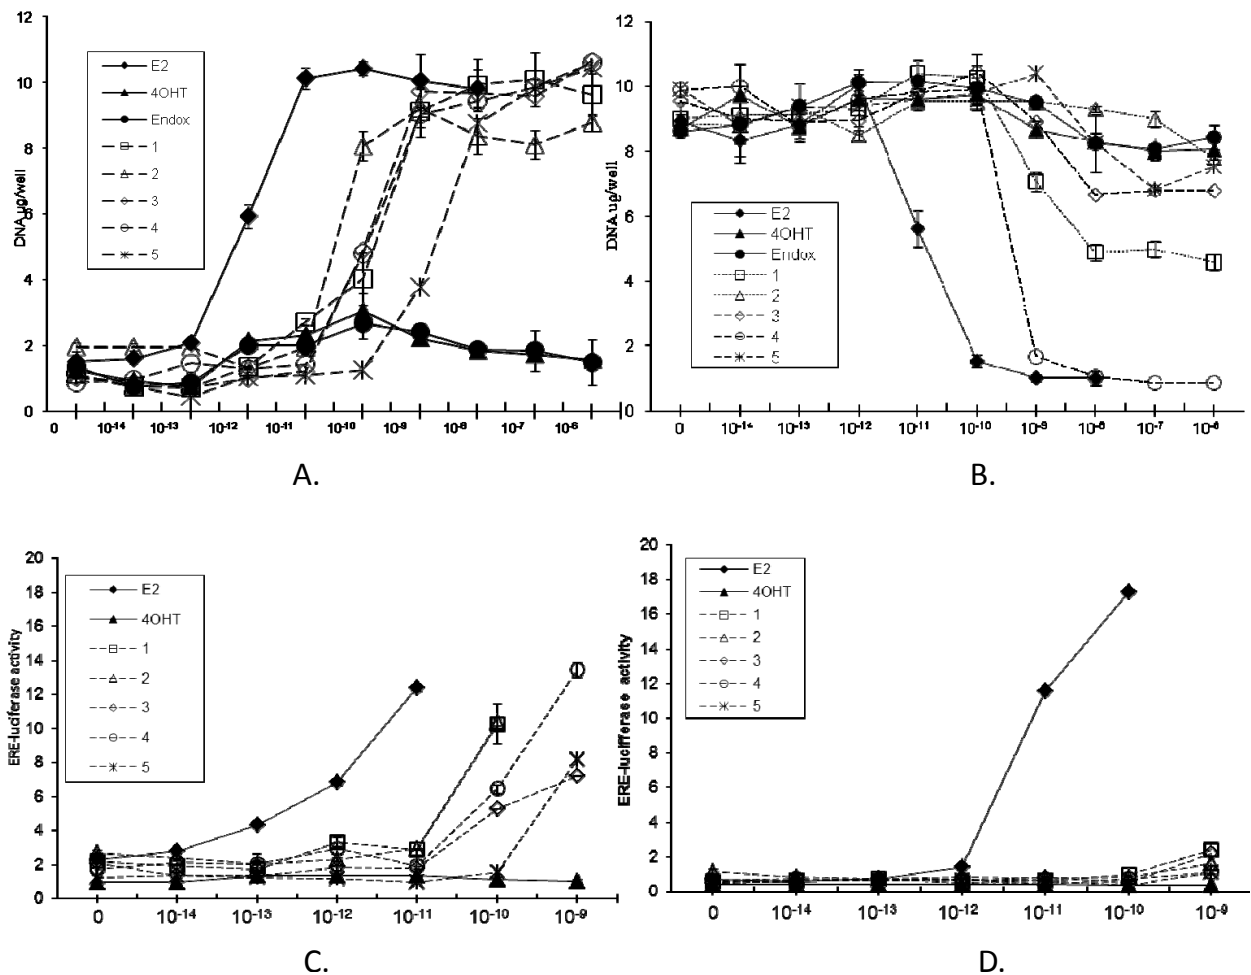 12
10
8
6
4
2
0
DNA ug/well
E2
4OHT
Endox
1
2
3
4
5
0 10⁻¹⁴ 10⁻¹³ 10⁻¹² 10⁻¹¹ 10⁻¹⁰ 10⁻⁹ 10⁻⁸ 10⁻⁷ 10⁻⁶
A.
12
10
8
6
4
2
0
DNA ug/well
E2
4OHT
Endox
1
2
3
4
5
0 10⁻¹⁴ 10⁻¹³ 10⁻¹² 10⁻¹¹ 10⁻¹⁰ 10⁻⁹ 10⁻⁸ 10⁻⁷ 10⁻⁶
B.
20
18
16
14
12
10
8
6
4
2
0
ERE-luciferase activity
E2
4OHT
1
2
3
4
5
0 10⁻¹⁴ 10⁻¹³ 10⁻¹² 10⁻¹¹ 10⁻¹⁰ 10⁻⁹
C.
20
18
16
14
12
10
8
6
4
2
0
ERE-lucifferase activity
E2
4OHT
1
2
3
4
5
0 10⁻¹⁴ 10⁻¹³ 10⁻¹² 10⁻¹¹ 10⁻¹⁰ 10⁻⁹
D.